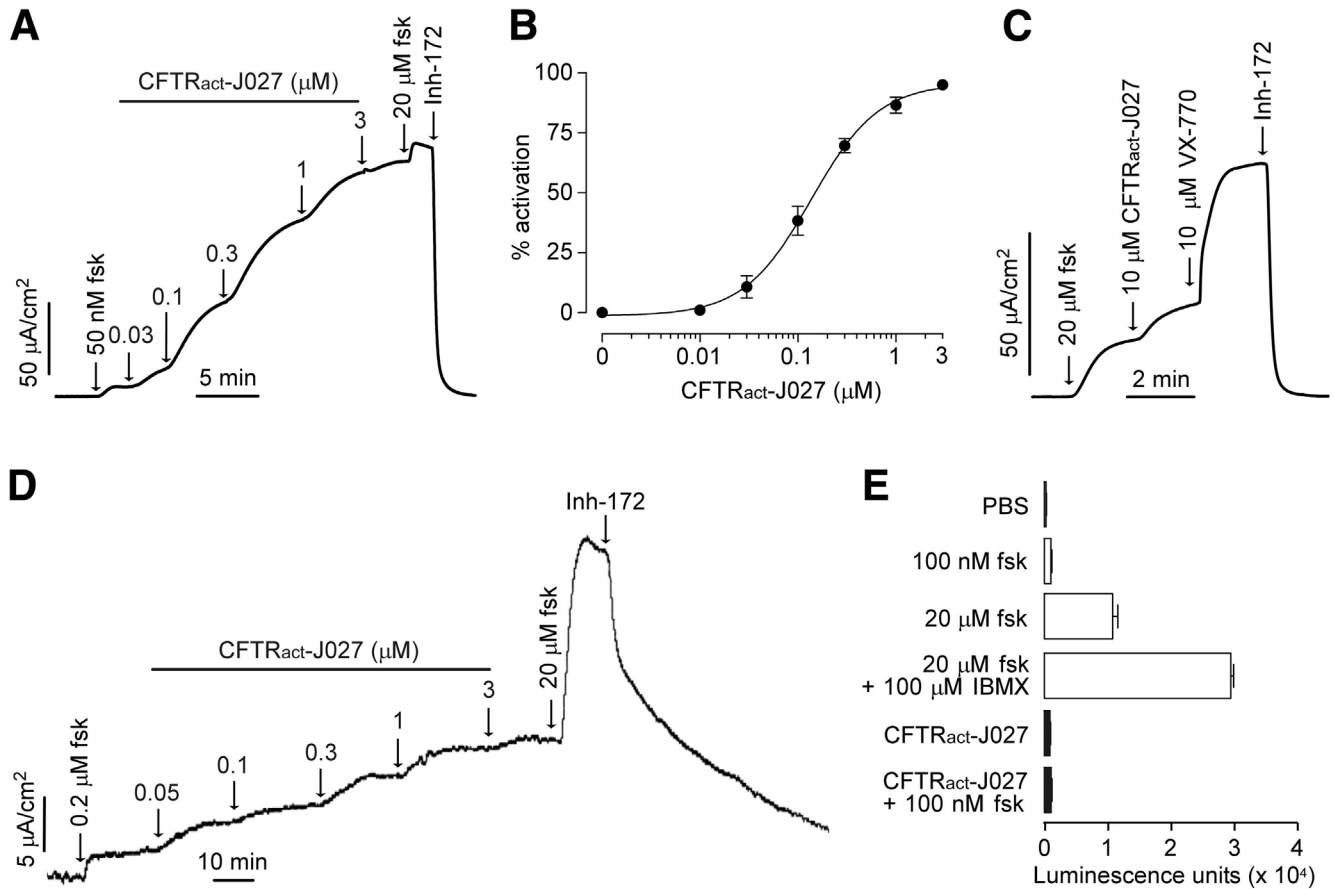 A
CFTRact-J027 (μM)
50 nM fsk
0.03
0.1
0.3
1
3
20 μM fsk
Inh-172
50 μA/cm2
5 min
B
% activation
100
75
50
25
0
0
0.01
0.1
1
3
CFTRact-J027 (μM)
C
20 μM fsk
10 μM CFTRact-J027
10 μM VX-770
Inh-172
50 μA/cm2
2 min
D
CFTRact-J027 (μM)
0.2 μM fsk
0.05
0.1
0.3
1
3
20 μM fsk
Inh-172
5 μA/cm2
10 min
E
PBS
100 nM fsk
20 μM fsk
20 μM fsk
+ 100 μM IBMX
CFTRact-J027
CFTRact-J027
+ 100 nM fsk
0
1
2
3
4
Luminescence units (x 10⁴)